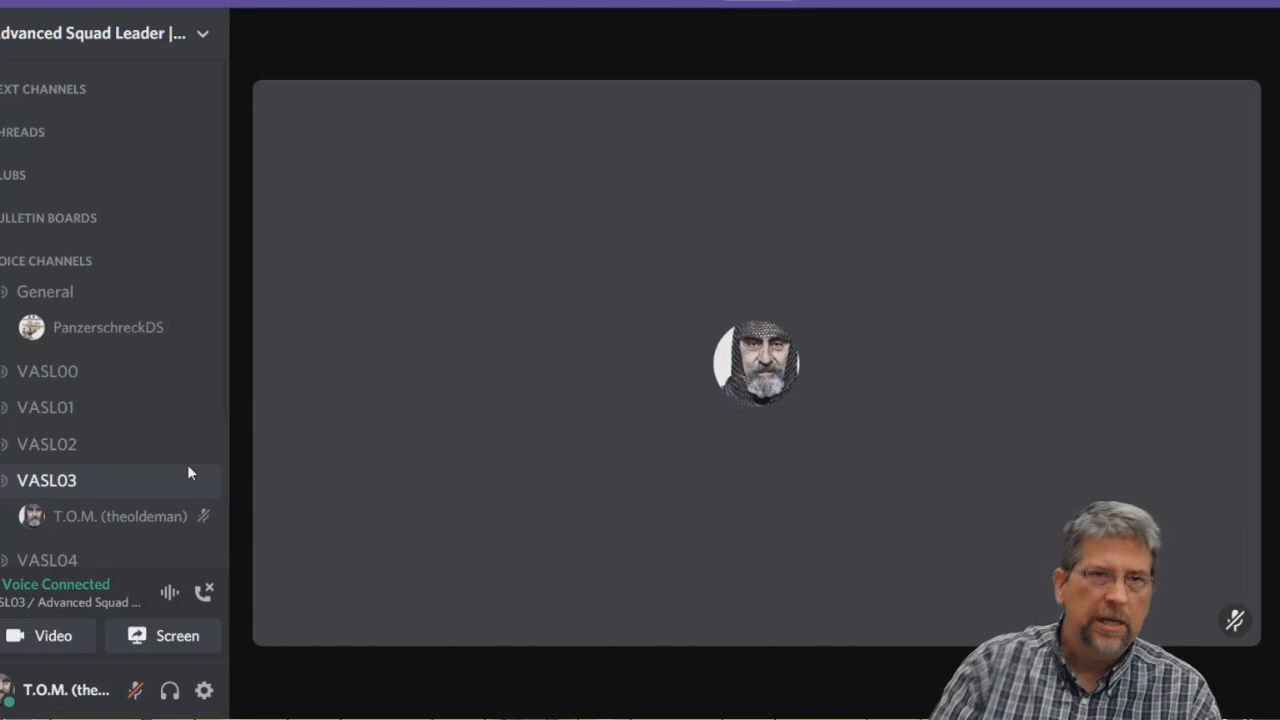 dvanced Squad Leader |...
EXT CHANNELS
HREADS
LUBS
ULLETIN BOARDS
OICE CHANNELS
General
PanzerschreckDS
VASL00
VASL01
VASL02
VASL03
T.O.M. (theoldeman)
VASL04
Voice Connected
SL03 / Advanced Squad ...
Video Screen
T.O.M. (the...